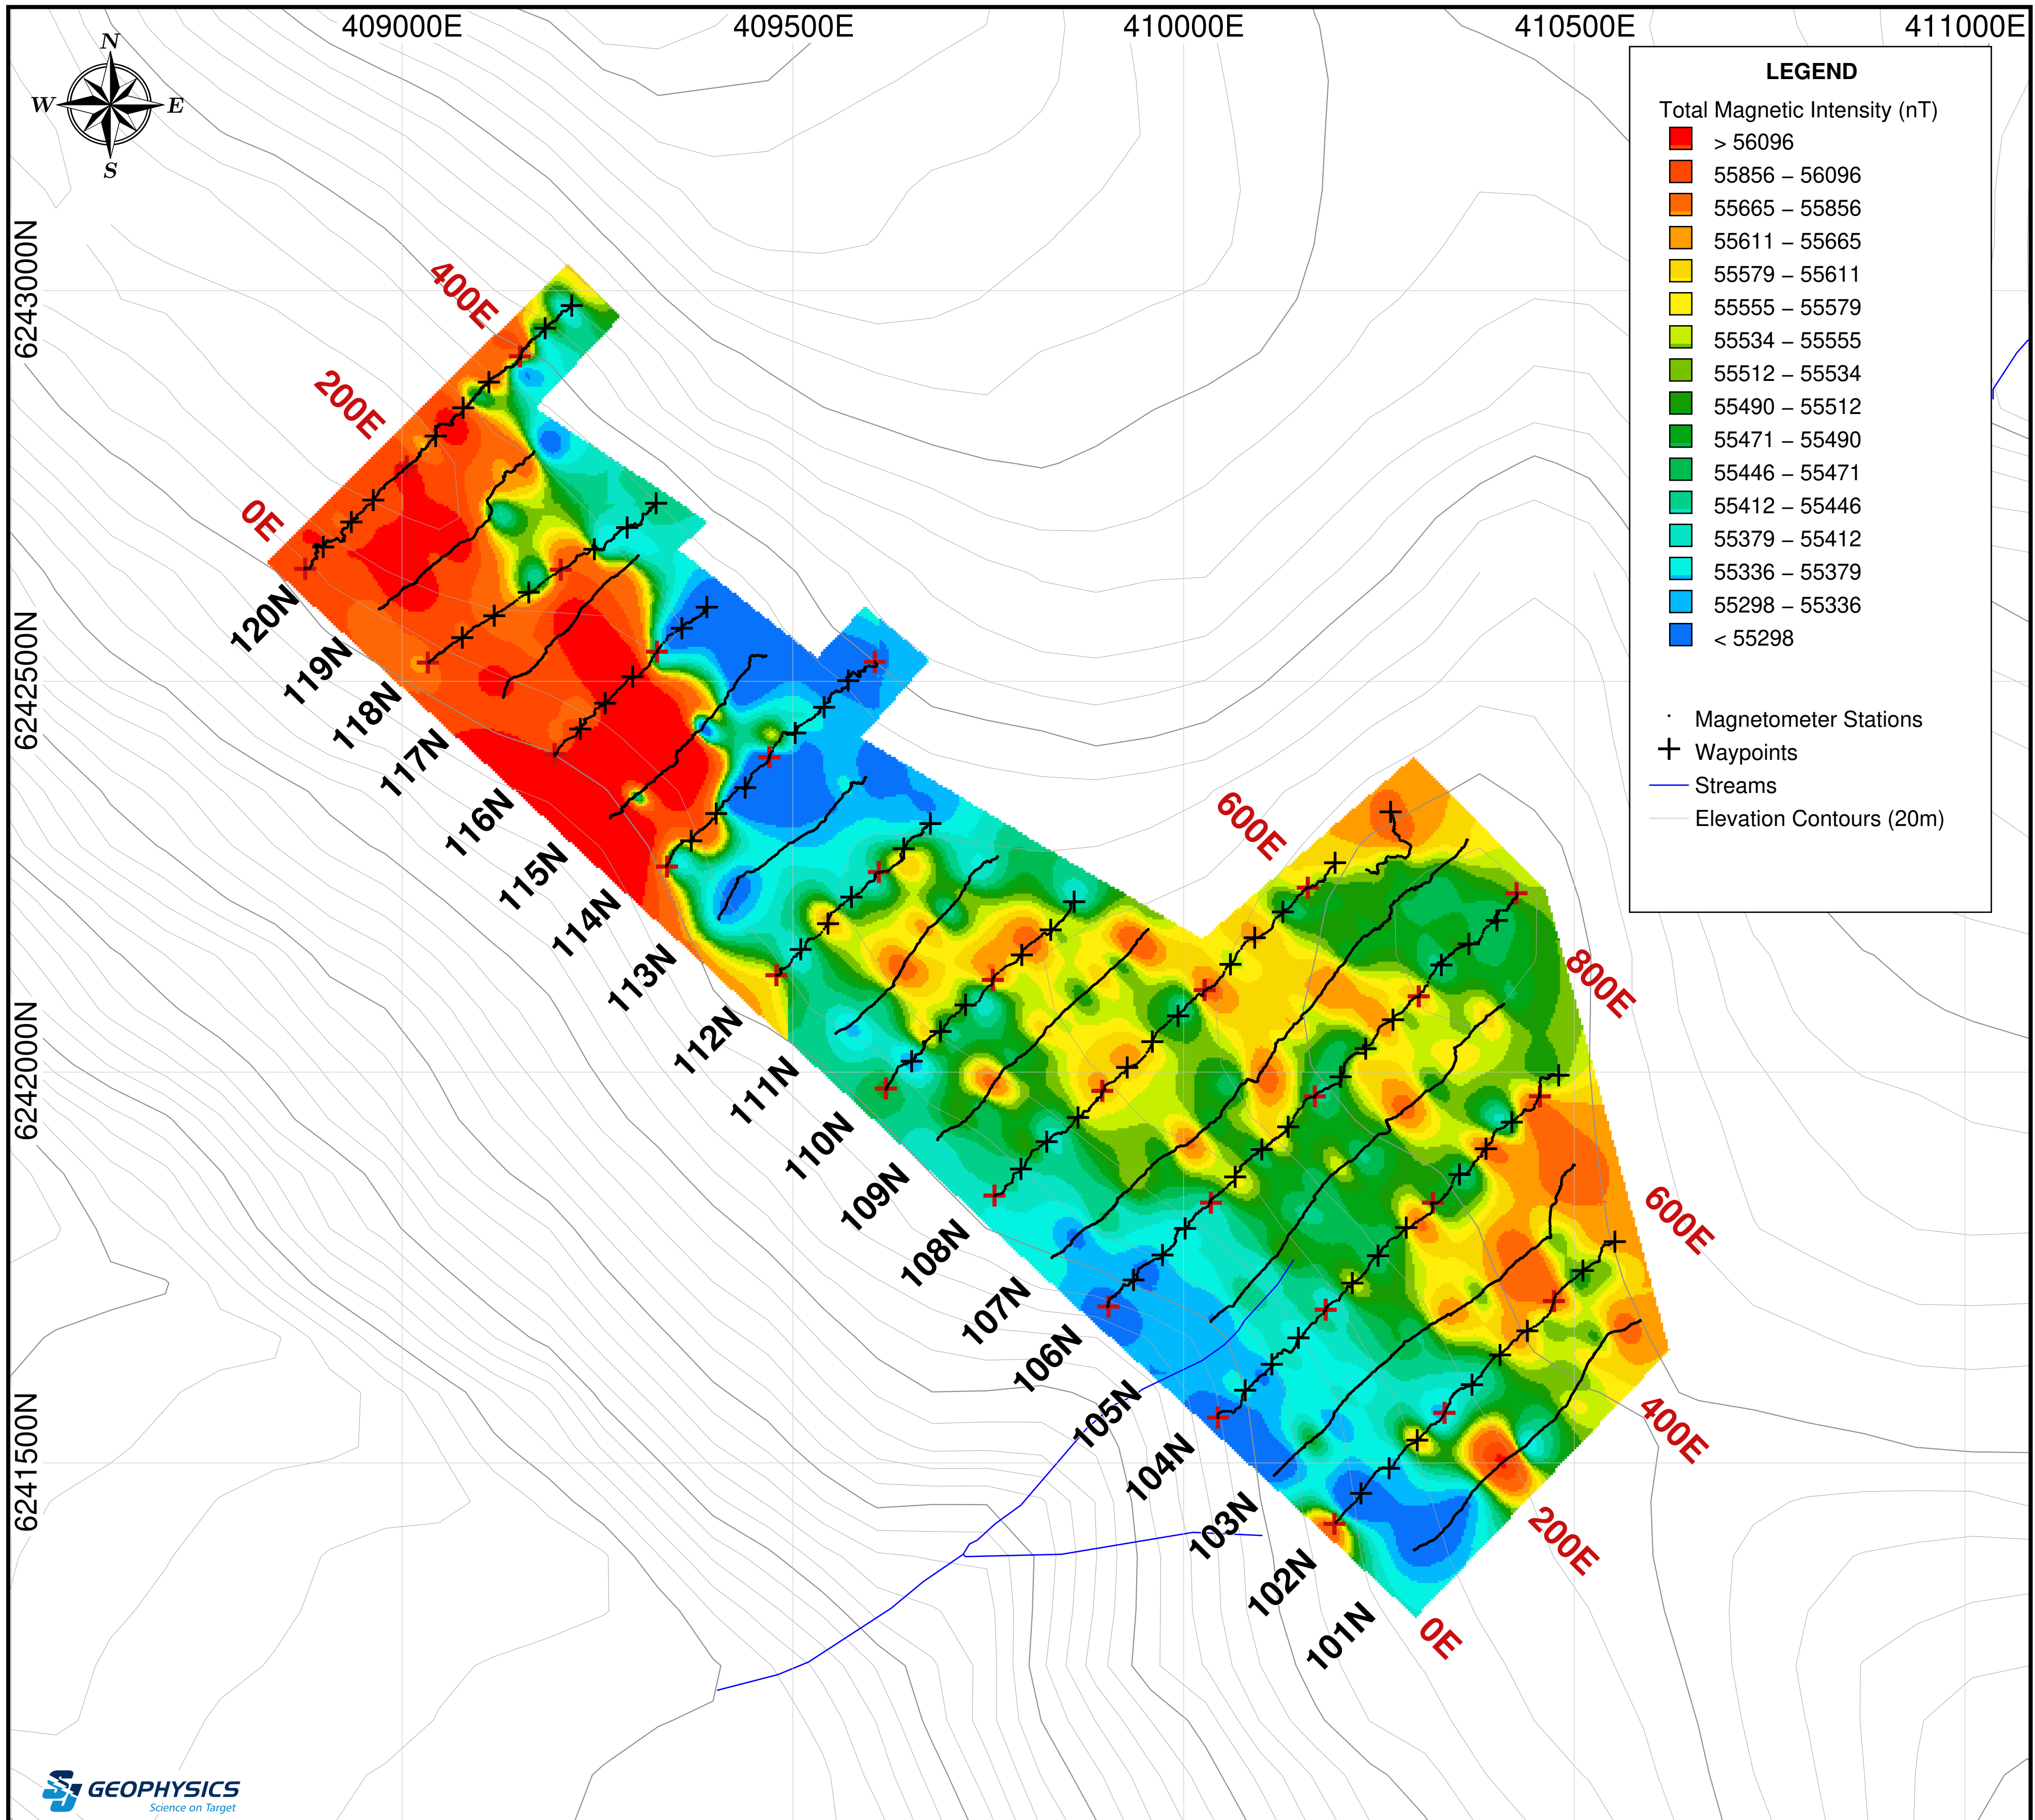 409000E
409500E
410000E
410500E
411000E
N
W
E
S
LEGEND
Total Magnetic Intensity (nT)
> 56096
55856 – 56096
55665 – 55856
55611 – 55665
55579 – 55611
55555 – 55579
55534 – 55555
55512 – 55534
55490 – 55512
55471 – 55490
55446 – 55471
55412 – 55446
55379 – 55412
55336 – 55379
55298 – 55336
< 55298
Magnetometer Stations
Waypoints
Streams
Elevation Contours (20m)
6243000N
6242500N
6242000N
6241500N
400E
200E
0E
600E
800E
600E
400E
200E
0E
120N
119N
118N
117N
116N
115N
114N
113N
112N
111N
110N
109N
108N
107N
106N
105N
104N
103N
102N
101N
GEOPHYSICS
Science on Target